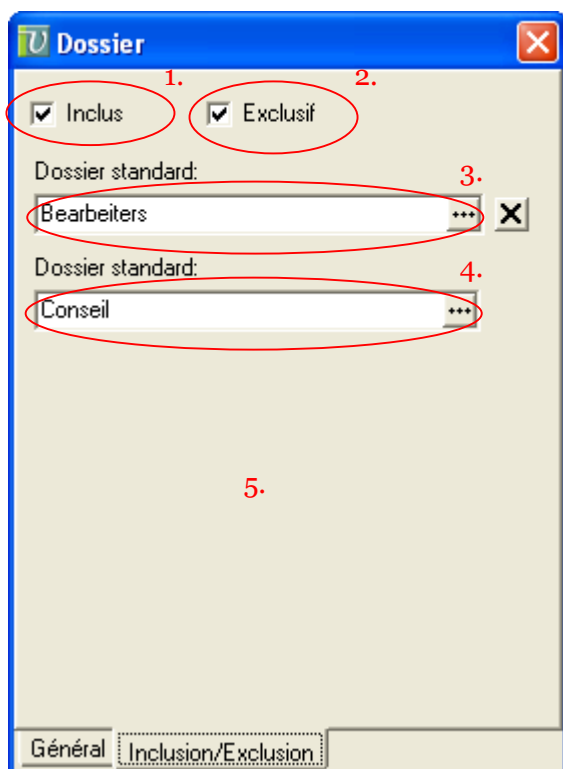 Dossier
1. 2.
Inclus Exclusif
Dossier standard: 3.
Bearbeiters ...
Dossier standard: 4.
Conseil ...
5.
Général Inclusion/Exclusion